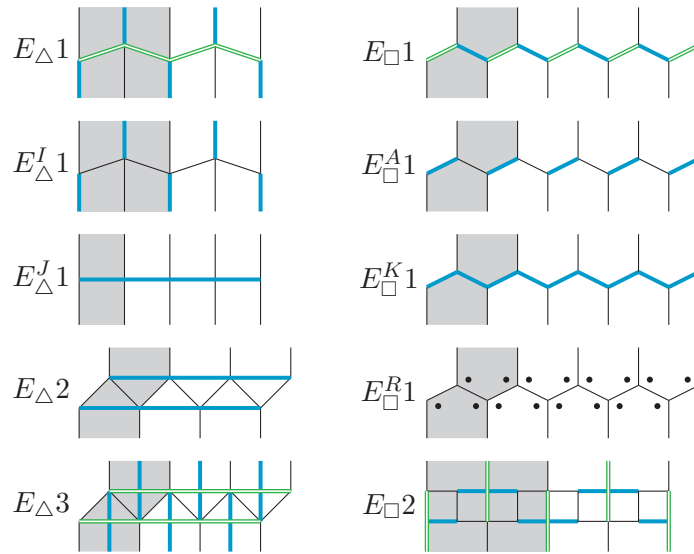 E△1
E□1
E△^I 1
E□^A 1
E△^J 1
E□^K 1
E△2
E□^R 1
E△3
E□2